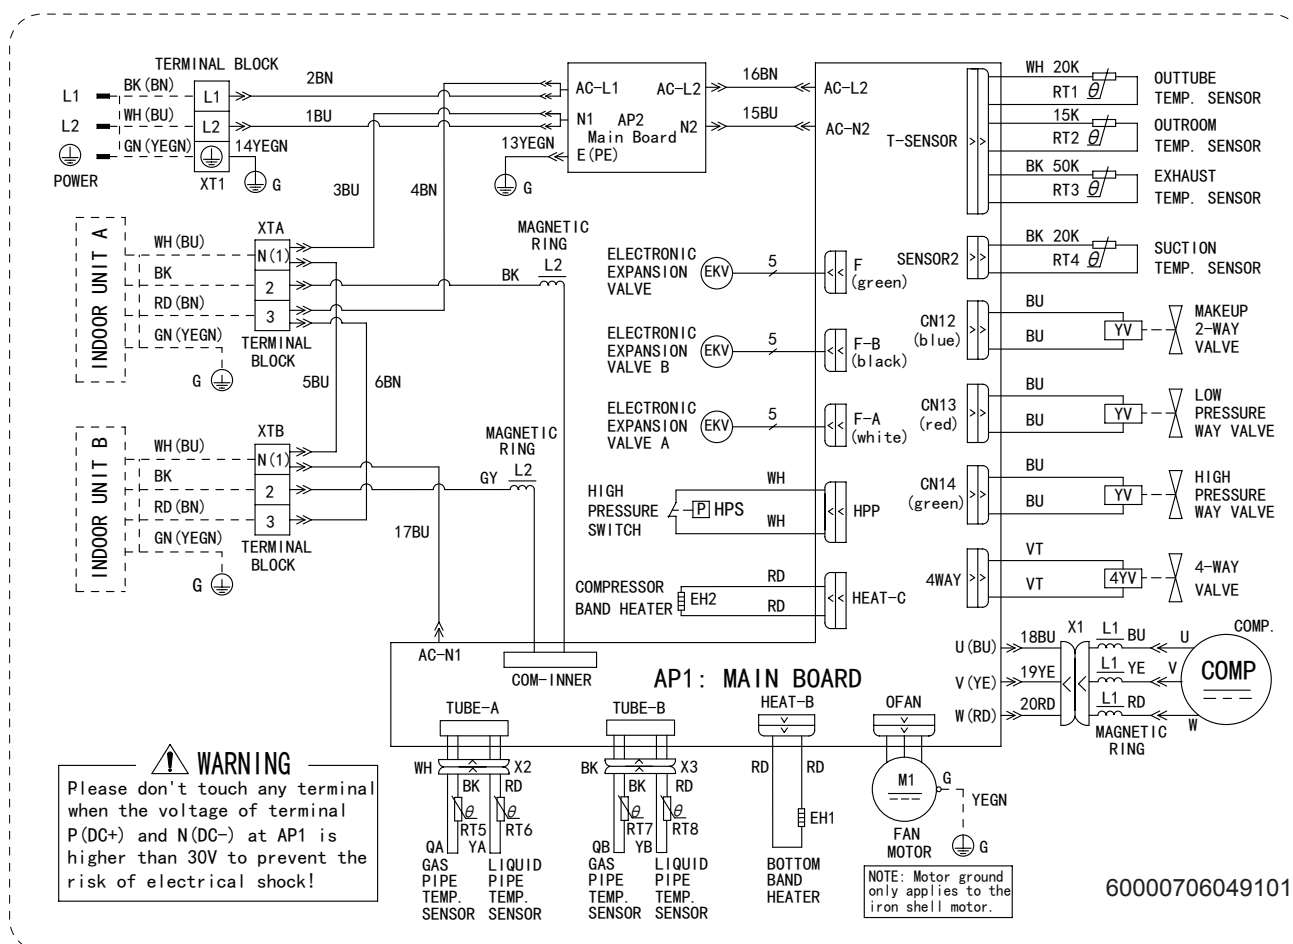 TERMINAL BLOCK
L1
BK(BN)
L1
2BN
L2
WH(BU)
L2
1BU
GN(YEGN)
14YEGN
G
POWER
XT1
AC-L1
AC-L2
N1
AP2
Main Board
N2
E(PE)
13YEGN
G
16BN
15BU
AC-L2
AC-N2
T-SENSOR
WH 20K
RT1
θ
OUTTUBE
TEMP. SENSOR
15K
RT2
θ
OUTROOM
TEMP. SENSOR
BK 50K
RT3
θ
EXHAUST
TEMP. SENSOR
SENSOR2
BK 20K
RT4
θ
SUCTION
TEMP. SENSOR
3BU
4BN
INDOOR UNIT A
WH(BU)
BK
RD(BN)
GN(YEGN)
G
XTA
N(1)
2
3
TERMINAL
BLOCK
5BU
6BN
BK
MAGNETIC
RING
L2
INDOOR UNIT B
WH(BU)
BK
RD(BN)
GN(YEGN)
G
XTB
N(1)
2
3
TERMINAL
BLOCK
17BU
GY
MAGNETIC
RING
L2
ELECTRONIC
EXPANSION
VALVE
EKV
5
F
(green)
ELECTRONIC
EXPANSION
VALVE B
EKV
5
F-B
(black)
ELECTRONIC
EXPANSION
VALVE A
EKV
5
F-A
(white)
HIGH
PRESSURE
SWITCH
P
HPS
WH
WH
HPP
COMPRESSOR
BAND HEATER
EH2
RD
RD
HEAT-C
CN12
(blue)
BU
BU
YV
MAKEUP
2-WAY
VALVE
CN13
(red)
BU
BU
YV
LOW
PRESSURE
WAY VALVE
CN14
(green)
BU
BU
YV
HIGH
PRESSURE
WAY VALVE
4WAY
VT
VT
4YV
4-WAY
VALVE
U(BU)
18BU
X1
L1
BU
U
COMP.
V(YE)
19YE
L1
YE
V
COMP
W(RD)
20RD
L1
RD
W
MAGNETIC
RING
AC-N1
COM-INNER
AP1: MAIN BOARD
TUBE-A
TUBE-B
HEAT-B
OFAN
WH
X2
BK
RD
θ
RT5
θ
RT6
QA
YA
GAS
PIPE
TEMP.
SENSOR
LIQUID
PIPE
TEMP.
SENSOR
BK
X3
BK
RD
θ
RT7
θ
RT8
QB
YB
GAS
PIPE
TEMP.
SENSOR
LIQUID
PIPE
TEMP.
SENSOR
RD
RD
EH1
BOTTOM
BAND
HEATER
M1
G
YEGN
G
FAN
MOTOR
NOTE: Motor ground
only applies to the
iron shell motor.
WARNING
Please don't touch any terminal
when the voltage of terminal
P(DC+) and N(DC-) at AP1 is
higher than 30V to prevent the
risk of electrical shock!
60000706049101